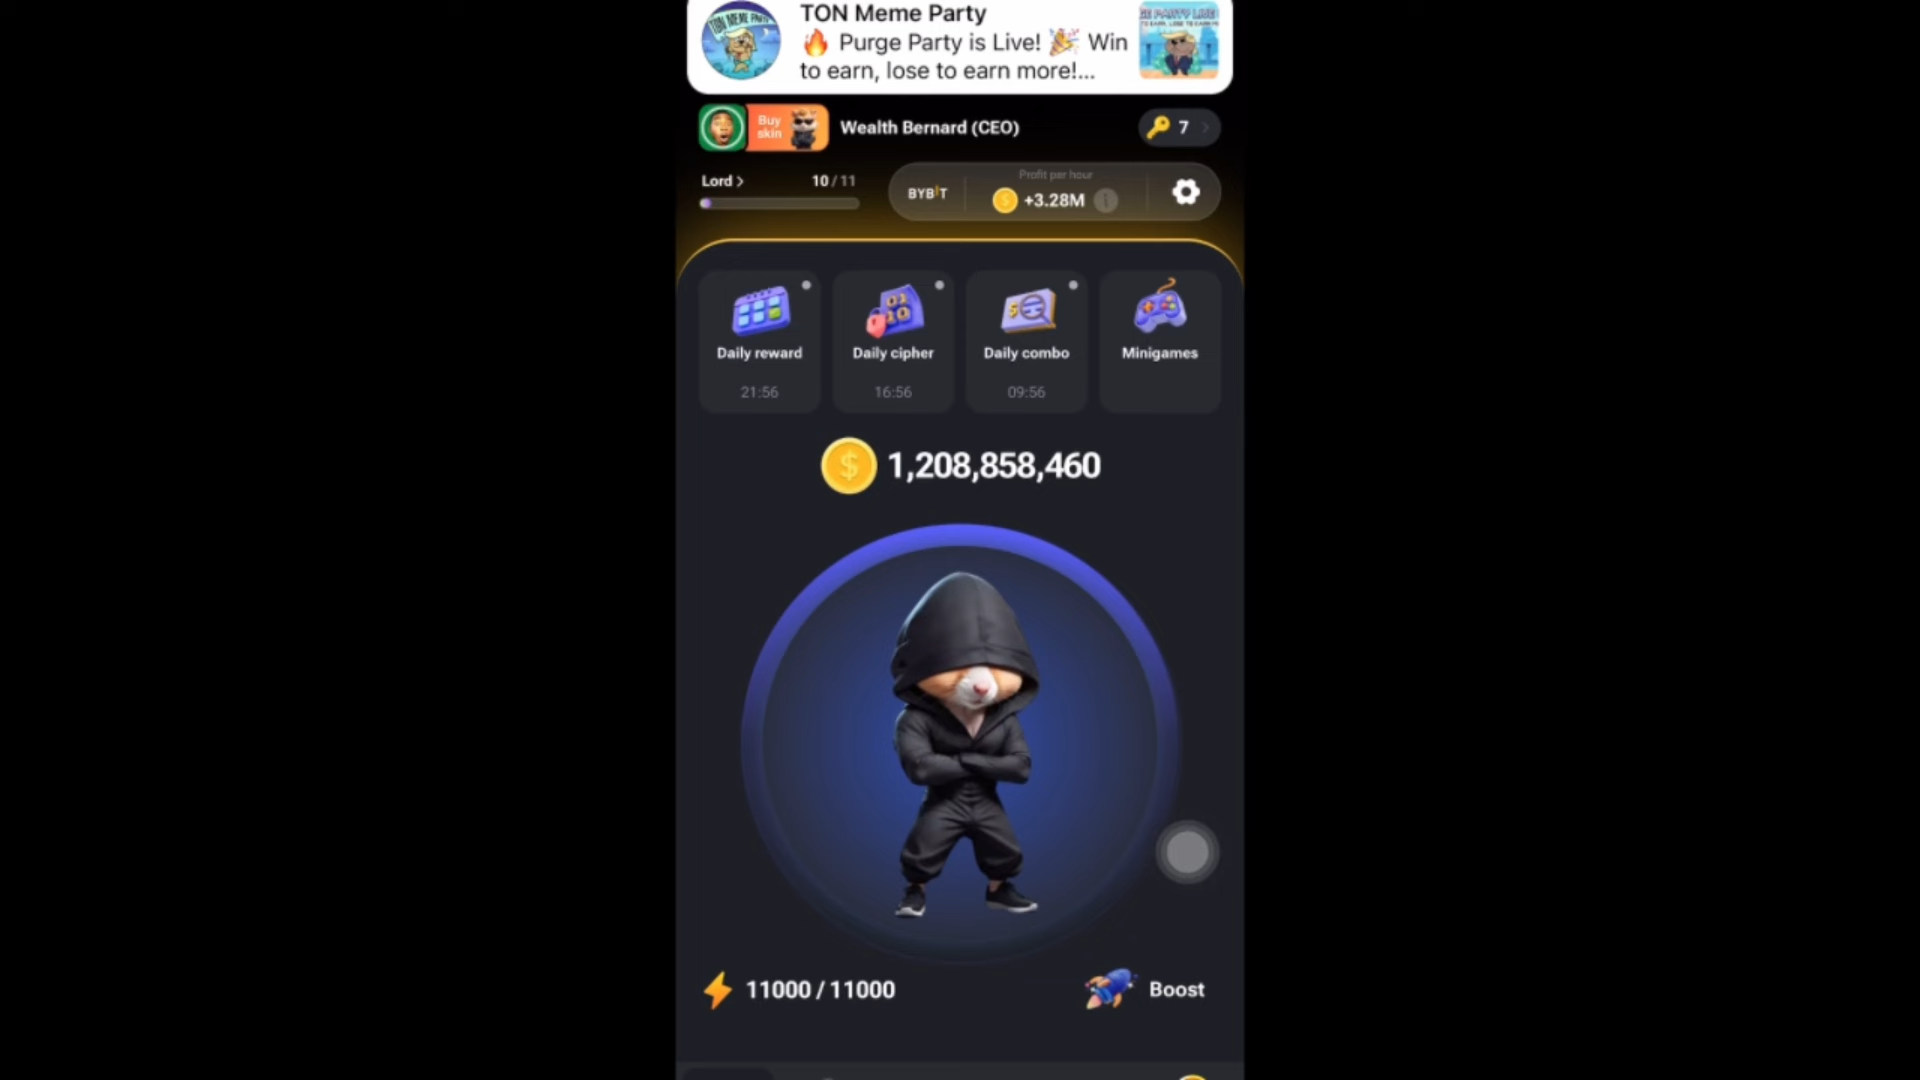 TON Meme Party
🔥 Purge Party is Live! 🎉 Win
to earn, lose to earn more!...
Buy
skin
Wealth Bernard (CEO)
7
Lord >
10 / 11
BYBIT
Profit per hour
+3.28M
Daily reward
21:56
Daily cipher
16:56
Daily combo
09:56
Minigames
1,208,858,460
11000 / 11000
Boost